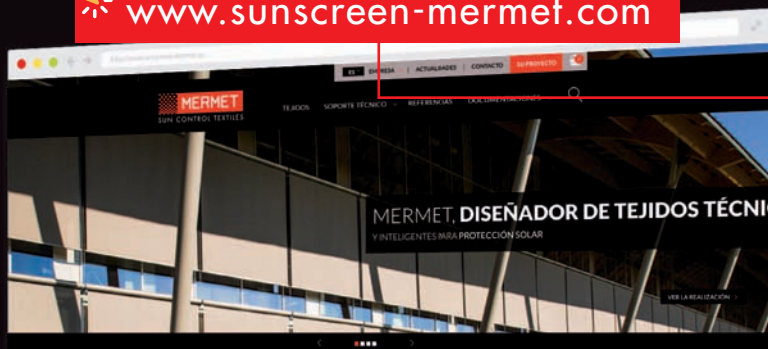 www.sunscreen-mermet.com
ES EMPRESA ACTUALIDADES CONTACTO SU PROYECTO
MERMET
SUN CONTROL TEXTILES
TEJIDOS SOPORTE TÉCNICO REFERENCIAS DOCUMENTACIONES
MERMET, DISEÑADOR DE TEJIDOS TÉCNI
Y INTELIGENTES PARA PROTECCIÓN SOLAR
VER LA REALIZACIÓN >